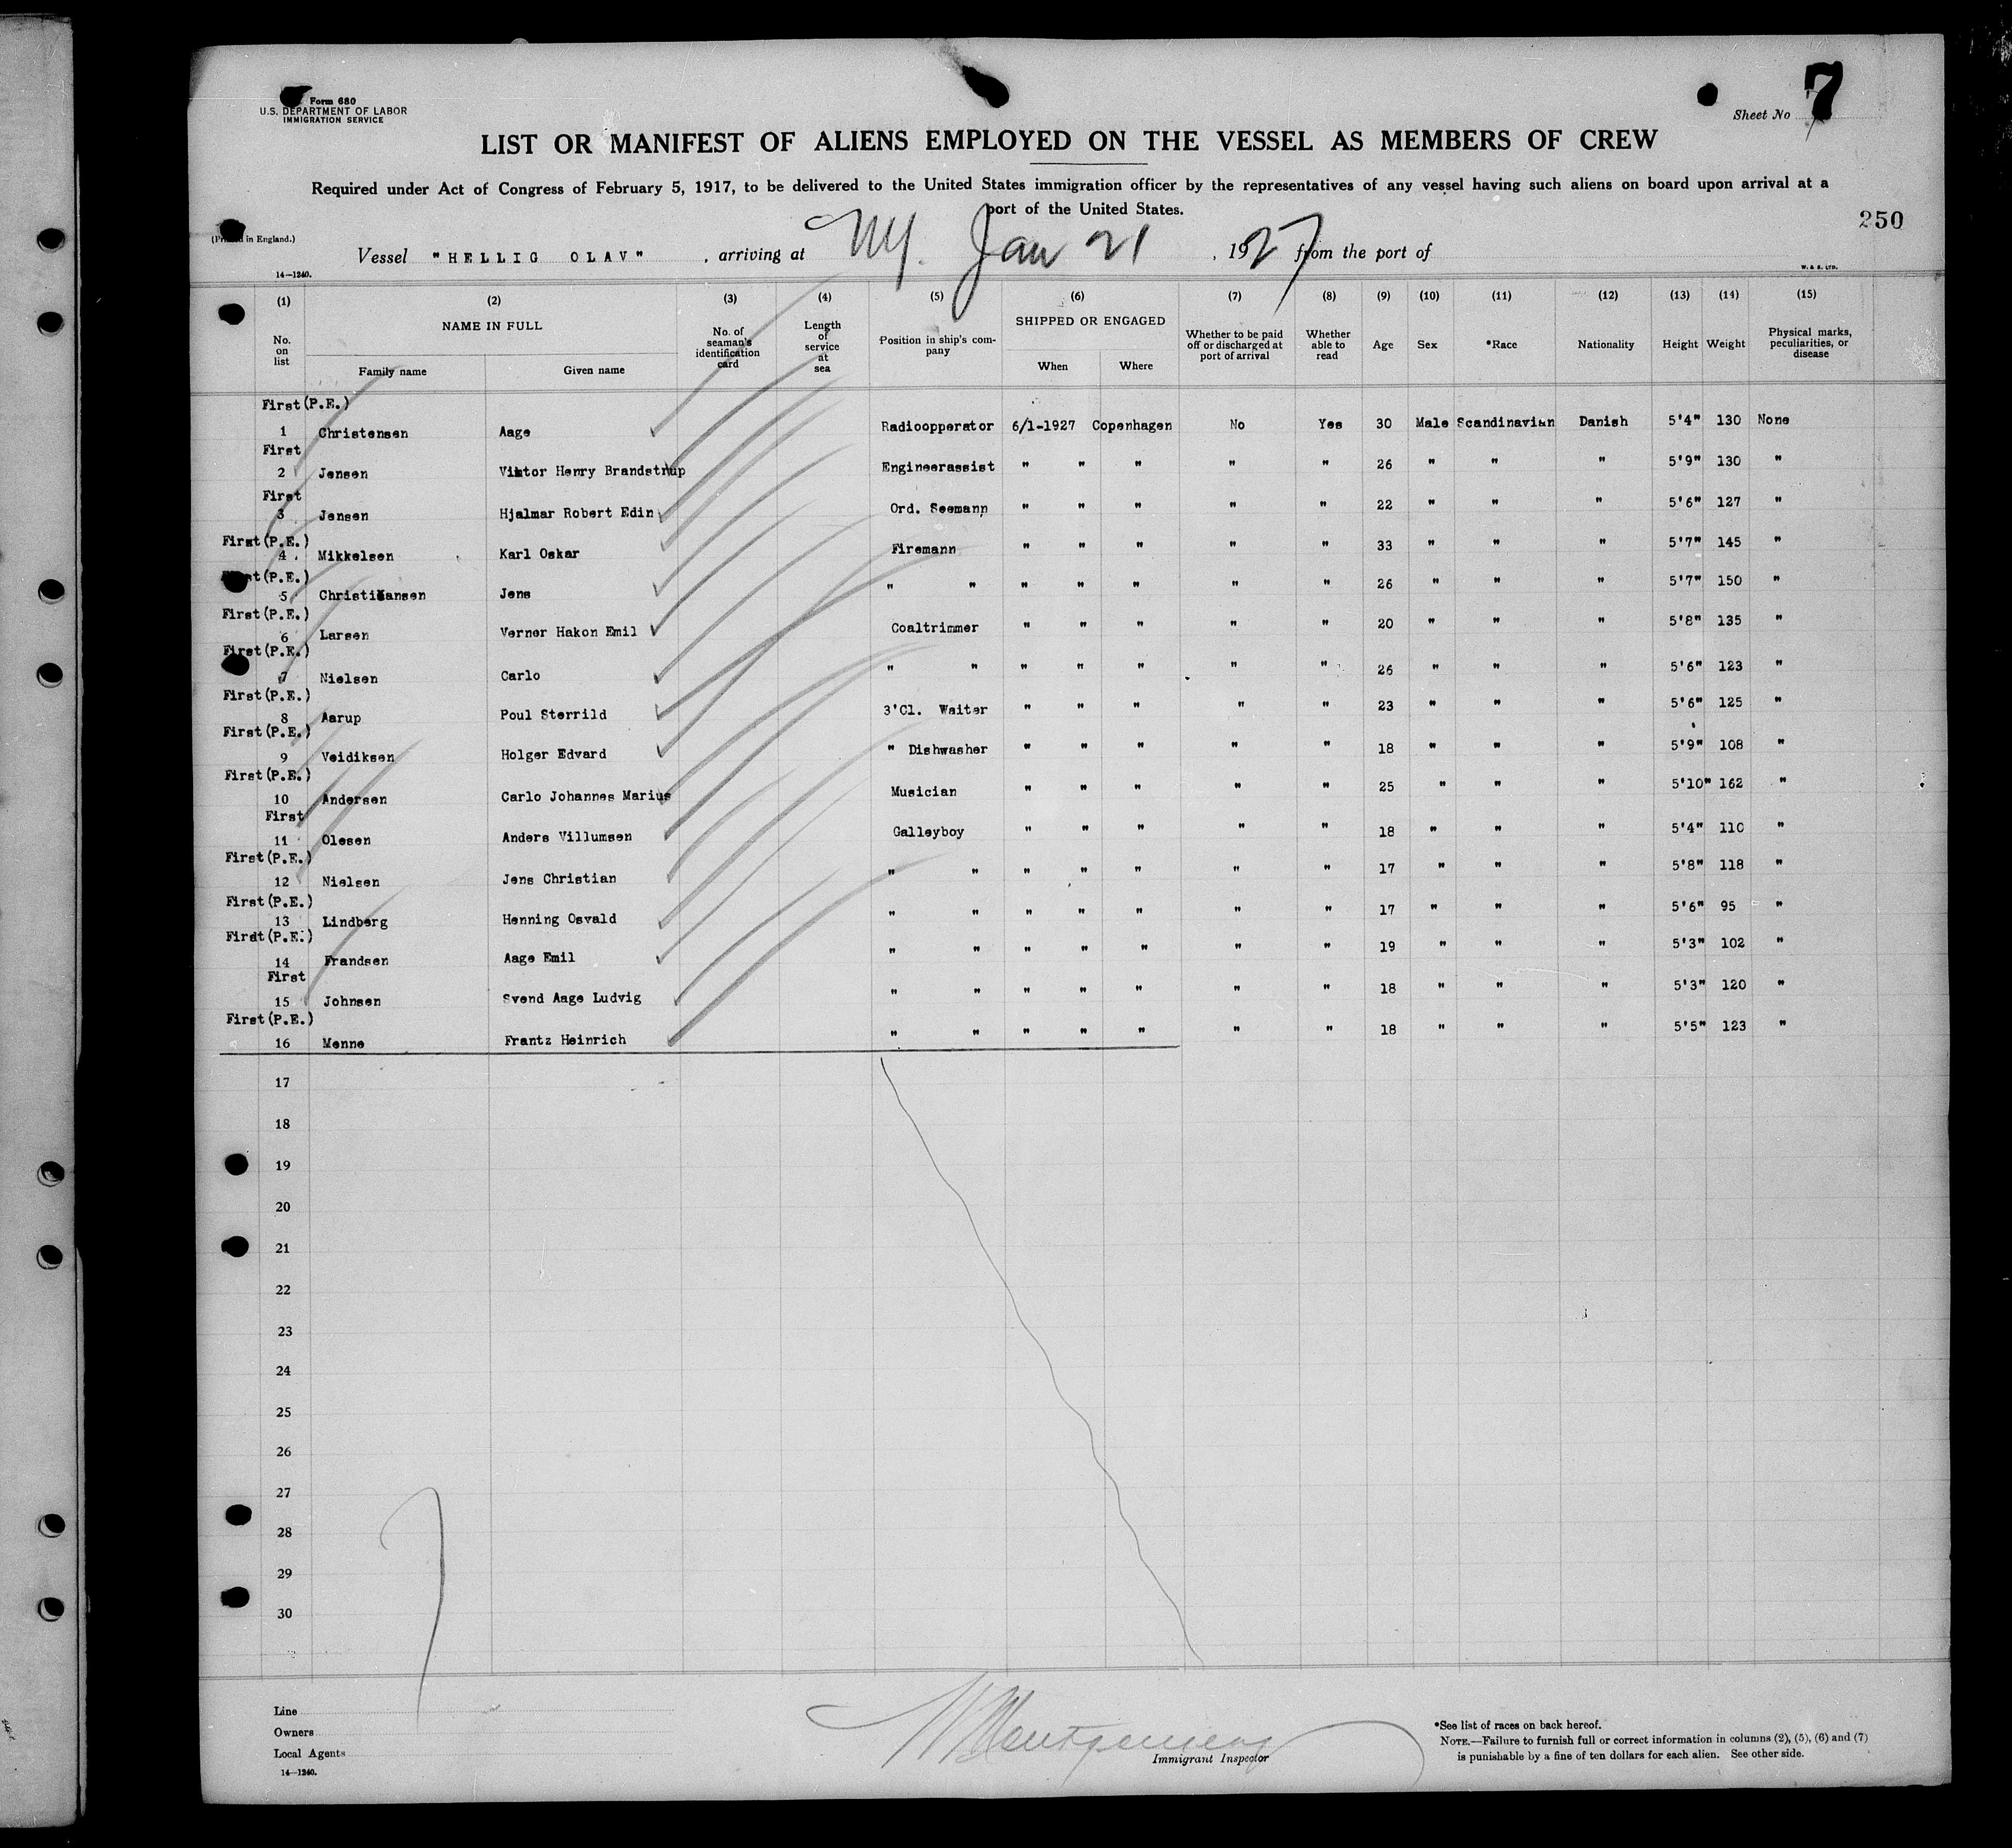 Form 680
U.S. DEPARTMENT OF LABOR
IMMIGRATION SERVICE
Sheet No 7
LIST OR MANIFEST OF ALIENS EMPLOYED ON THE VESSEL AS MEMBERS OF CREW
Required under Act of Congress of February 5, 1917, to be delivered to the United States immigration officer by the representatives of any vessel having such aliens on board upon arrival at a
port of the United States.
250
(Printed in England.)
Vessel "HELLIG OLAV" , arriving at NY. Jan 21 , 1927 from the port of
14—1240.
W. & S. LTD.
(1) (2) (3) (4) (5) (6) (7) (8) (9) (10) (11) (12) (13) (14) (15)
No. on list NAME IN FULL Family name Given name No. of seaman's identification card Length of service at sea Position in ship's company SHIPPED OR ENGAGED When Where Whether to be paid off or discharged at port of arrival Whether able to read Age Sex *Race Nationality Height Weight Physical marks, peculiarities, or disease
First(P.E.)
1 Christensen Aage Radioopperator 6/1-1927 Copenhagen No Yes 30 Male Scandinavian Danish 5'4" 130 None
First
2 Jensen Viktor Henry Brandstrup Engineerassist " " " " " 26 " " " 5'9" 130 "
First
3 Jensen Hjalmar Robert Edin Ord. Seemann " " " " " 22 " " " 5'6" 127 "
First(P.E.)
4 Mikkelsen Karl Oskar Firemann " " " " " 33 " " " 5'7" 145 "
First(P.E.)
5 Christiansen Jens " " " " " " " 26 " " " 5'7" 150 "
First(P.E.)
6 Larsen Verner Hakon Emil Coaltrimmer " " " " " 20 " " " 5'8" 135 "
First(P.E.)
7 Nielsen Carlo " " " " " " " 26 " " " 5'6" 123 "
First(P.E.)
8 Aarup Poul Sterrild 3'Cl. Waiter " " " " " 23 " " " 5'6" 125 "
First(P.E.)
9 Veidiksen Holger Edvard " Dishwasher " " " " " 18 " " " 5'9" 108 "
First(P.E.)
10 Andersen Carlo Johannes Marius Musician " " " " " 25 " " " 5'10" 162 "
First
11 Olesen Anders Villumsen Galleyboy " " " " " 18 " " " 5'4" 110 "
First(P.E.)
12 Nielsen Jens Christian " " " " " " " 17 " " " 5'8" 118 "
First(P.E.)
13 Lindberg Henning Osvald " " " " " " " 17 " " " 5'6" 95 "
First(P.E.)
14 Frandsen Aage Emil " " " " " " " 19 " " " 5'3" 102 "
First
15 Johnsen Svend Aage Ludvig " " " " " " " 18 " " " 5'3" 120 "
First(P.E.)
16 Menne Frantz Heinrich " " " " " " " 18 " " " 5'5" 123 "
17
18
19
20
21
22
23
24
25
26
27
28
29
30
Line
Owners
Local Agents
14—1240.
Montgomery
Immigrant Inspector
*See list of races on back hereof.
NOTE.—Failure to furnish full or correct information in columns (2), (5), (6) and (7)
is punishable by a fine of ten dollars for each alien. See other side.